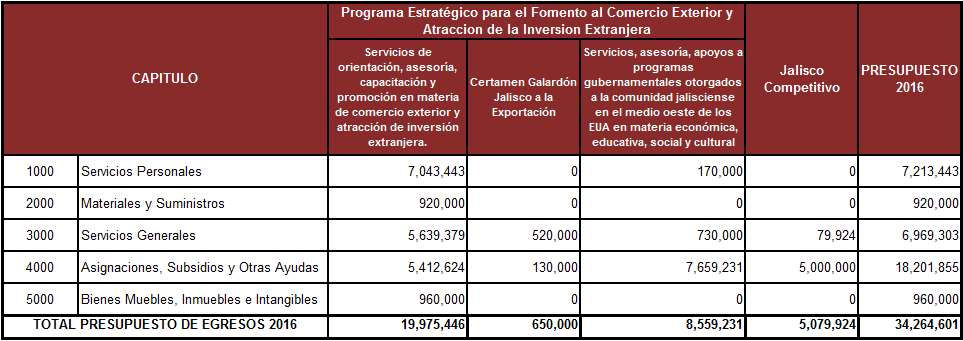 Programa Estratégico para el Fomento al Comercio Exterior y
Atraccion de la Inversion Extranjera
CAPITULO
Servicios de
orientación, asesoría,
capacitación y
promoción en materia
de comercio exterior y
atracción de inversión
extranjera.
Certamen Galardón
Jalisco a la
Exportación
Servicios, asesoría, apoyos a
programas
gubernamentales otorgados
a la comunidad jalisciense
en el medio oeste de los
EUA en materia económica,
educativa, social y cultural
Jalisco
Competitivo
PRESUPUESTO
2016
1000 Servicios Personales 7,043,443 0 170,000 0 7,213,443
2000 Materiales y Suministros 920,000 0 0 0 920,000
3000 Servicios Generales 5,639,379 520,000 730,000 79,924 6,969,303
4000 Asignaciones, Subsidios y Otras Ayudas 5,412,624 130,000 7,659,231 5,000,000 18,201,855
5000 Bienes Muebles, Inmuebles e Intangibles 960,000 0 0 0 960,000
TOTAL PRESUPUESTO DE EGRESOS 2016 19,975,446 650,000 8,559,231 5,079,924 34,264,601